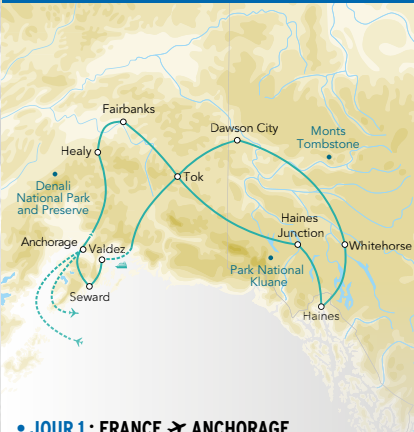 Fairbanks
Dawson City
Monts
Tombstone
Healy
Tok
Denali
National Park
and Preserve
Haines
Junction
Anchorage
Valdez
Whitehorse
Park National
Kluane
Seward
Haines
• JOUR 1 : FRANCE ✈ ANCHORAGE